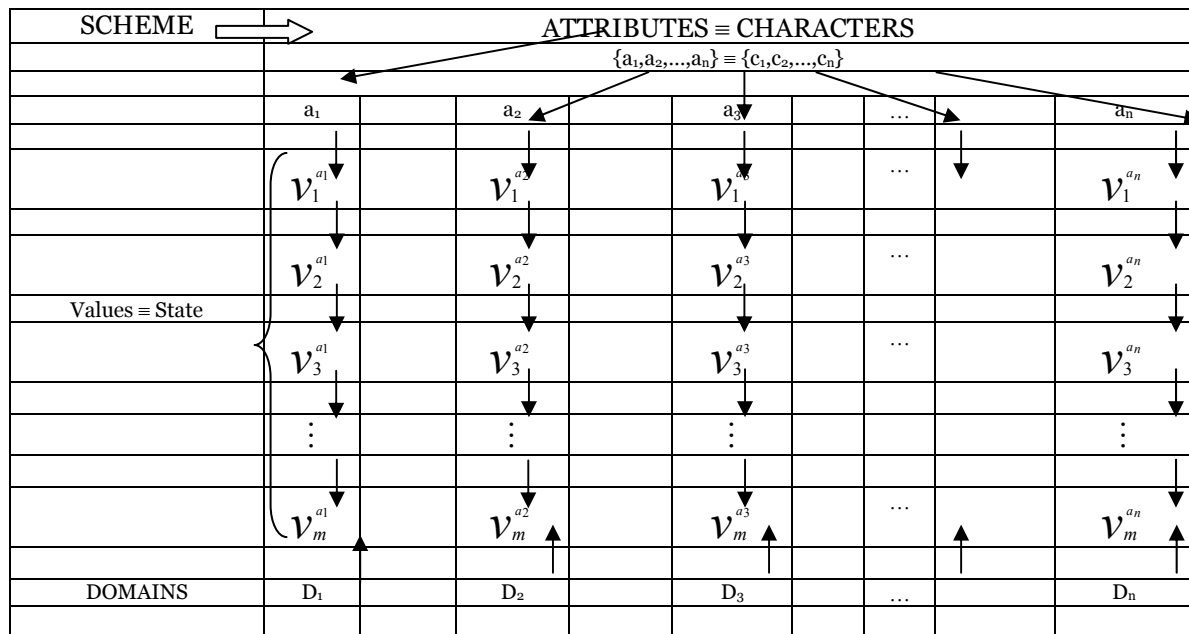 SCHEME ATTRIBUTES ≡ CHARACTERS
{a₁,a₂,...,aₙ} ≡ {c₁,c₂,...,cₙ}
a₁ a₂ a₃ ... aₙ
v₁^{a₁} v₁^{a₂} v₁^{a₃} ... v₁^{aₙ}
v₂^{a₁} v₂^{a₂} v₂^{a₃} ... v₂^{aₙ}
Values ≡ State
v₃^{a₁} v₃^{a₂} v₃^{a₃} ... v₃^{aₙ}
⋮ ⋮ ⋮ ⋮
vₘ^{a₁} vₘ^{a₂} vₘ^{a₃} ... vₘ^{aₙ}
DOMAINS D₁ D₂ D₃ ... Dₙ